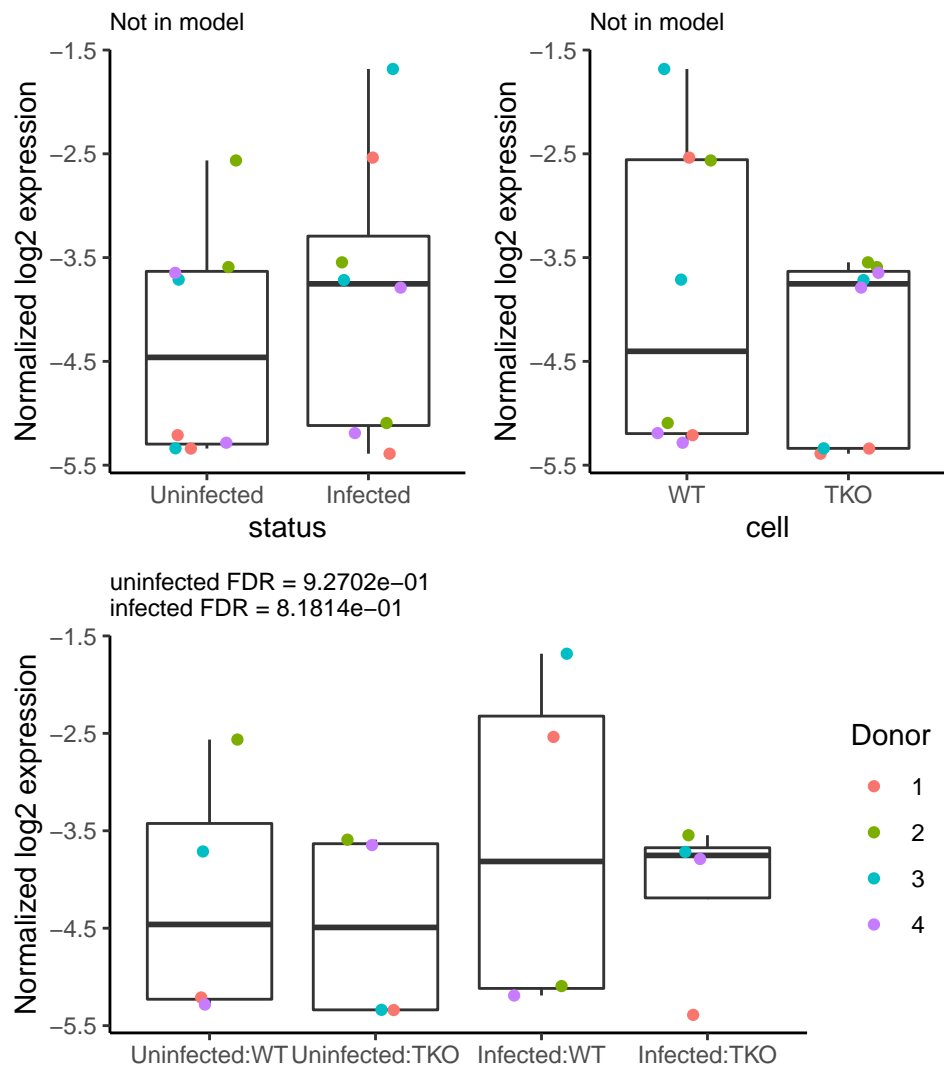 Not in model
Normalized log2 expression
−1.5
−2.5
−3.5
−4.5
−5.5
Uninfected
Infected
status
Not in model
Normalized log2 expression
−1.5
−2.5
−3.5
−4.5
−5.5
WT
TKO
cell
uninfected FDR = 9.2702e−01
infected FDR = 8.1814e−01
Normalized log2 expression
−1.5
−2.5
−3.5
−4.5
−5.5
Uninfected:WT
Uninfected:TKO
Infected:WT
Infected:TKO
Donor
1
2
3
4